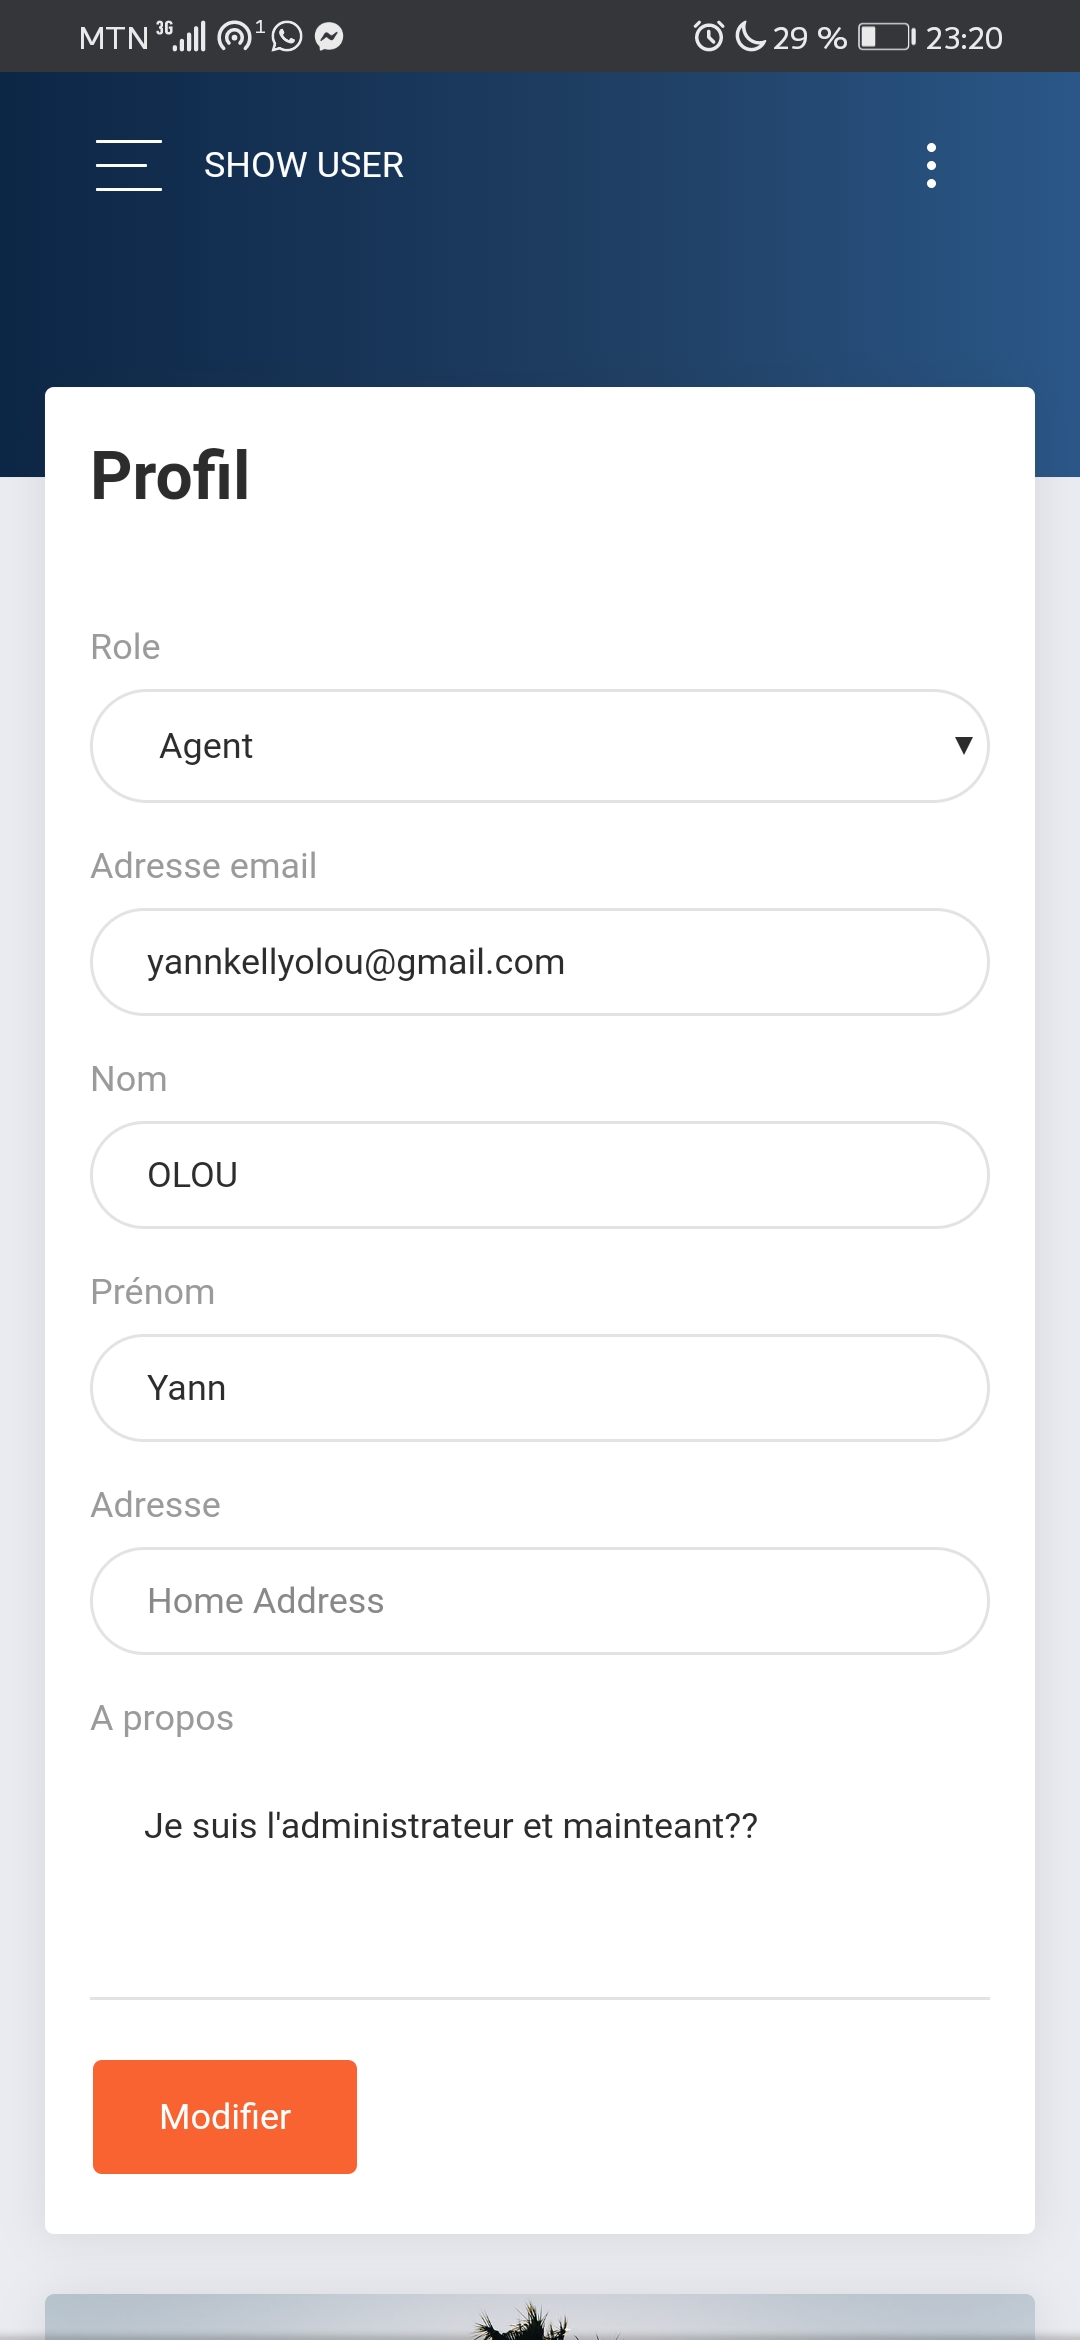 MTN 3G 1 29 % 23:20
SHOW USER
Profil
Role
Agent
Adresse email
yannkellyolou@gmail.com
Nom
OLOU
Prénom
Yann
Adresse
Home Address
A propos
Je suis l'administrateur et mainteant??
Modifier